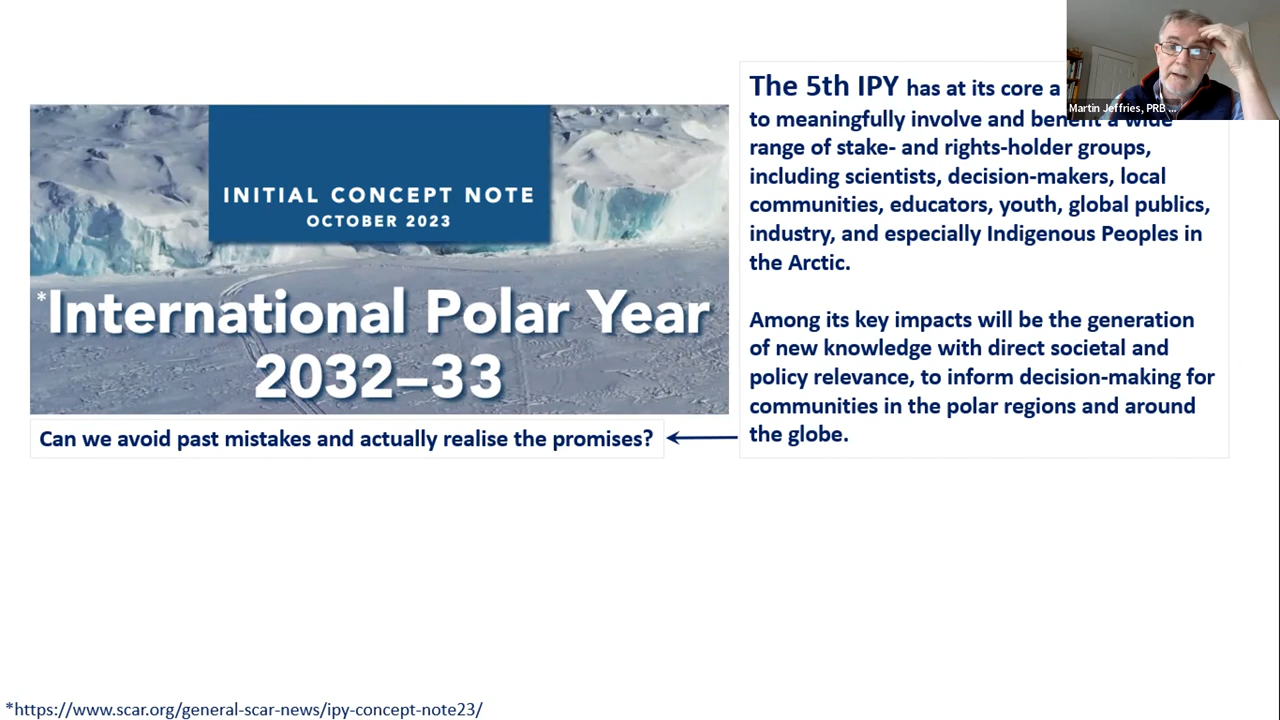 INITIAL CONCEPT NOTE
OCTOBER 2023
*International Polar Year
2032–33
Can we avoid past mistakes and actually realise the promises?
The 5th IPY has at its core a
to meaningfully involve and benefit a wide
range of stake- and rights-holder groups,
including scientists, decision-makers, local
communities, educators, youth, global publics,
industry, and especially Indigenous Peoples in
the Arctic.
Among its key impacts will be the generation
of new knowledge with direct societal and
policy relevance, to inform decision-making for
communities in the polar regions and around
the globe.
Martin Jeffries, PRB ...
*https://www.scar.org/general-scar-news/ipy-concept-note23/